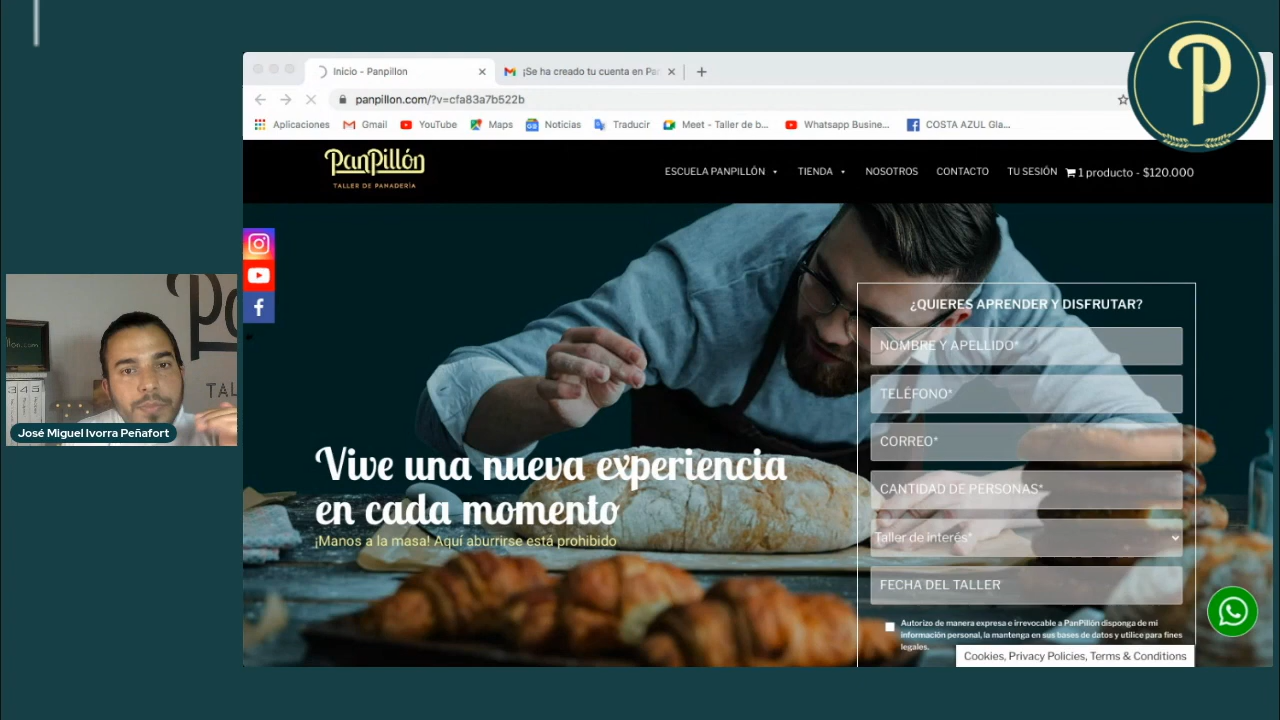 Inicio - Panpillon
¡Se ha creado tu cuenta en Pan
panpillon.com/?v=cfa83a7b522b
Aplicaciones
Gmail
YouTube
Maps
Noticias
Traducir
Meet - Taller de b...
Whatsapp Busine...
COSTA AZUL Gla...
P
PanPillón
TALLER DE PANADERÍA
ESCUELA PANPILLÓN
TIENDA
NOSOTROS
CONTACTO
TU SESIÓN
1 producto - $120.000
¿QUIERES APRENDER Y DISFRUTAR?
NOMBRE Y APELLIDO*
TELÉFONO*
CORREO*
CANTIDAD DE PERSONAS*
Taller de Interés*
FECHA DEL TALLER
Autorizo de manera expresa e irrevocable a PanPillón disponga de mi
información personal, la mantenga en sus bases de datos y utilice para fines
legales.
Cookies, Privacy Policies, Terms & Conditions
Vive una nueva experiencia
en cada momento
¡Manos a la masa! Aquí aburrirse está prohibido
3 4 5
TAL
José Miguel Ivorra Peñafort